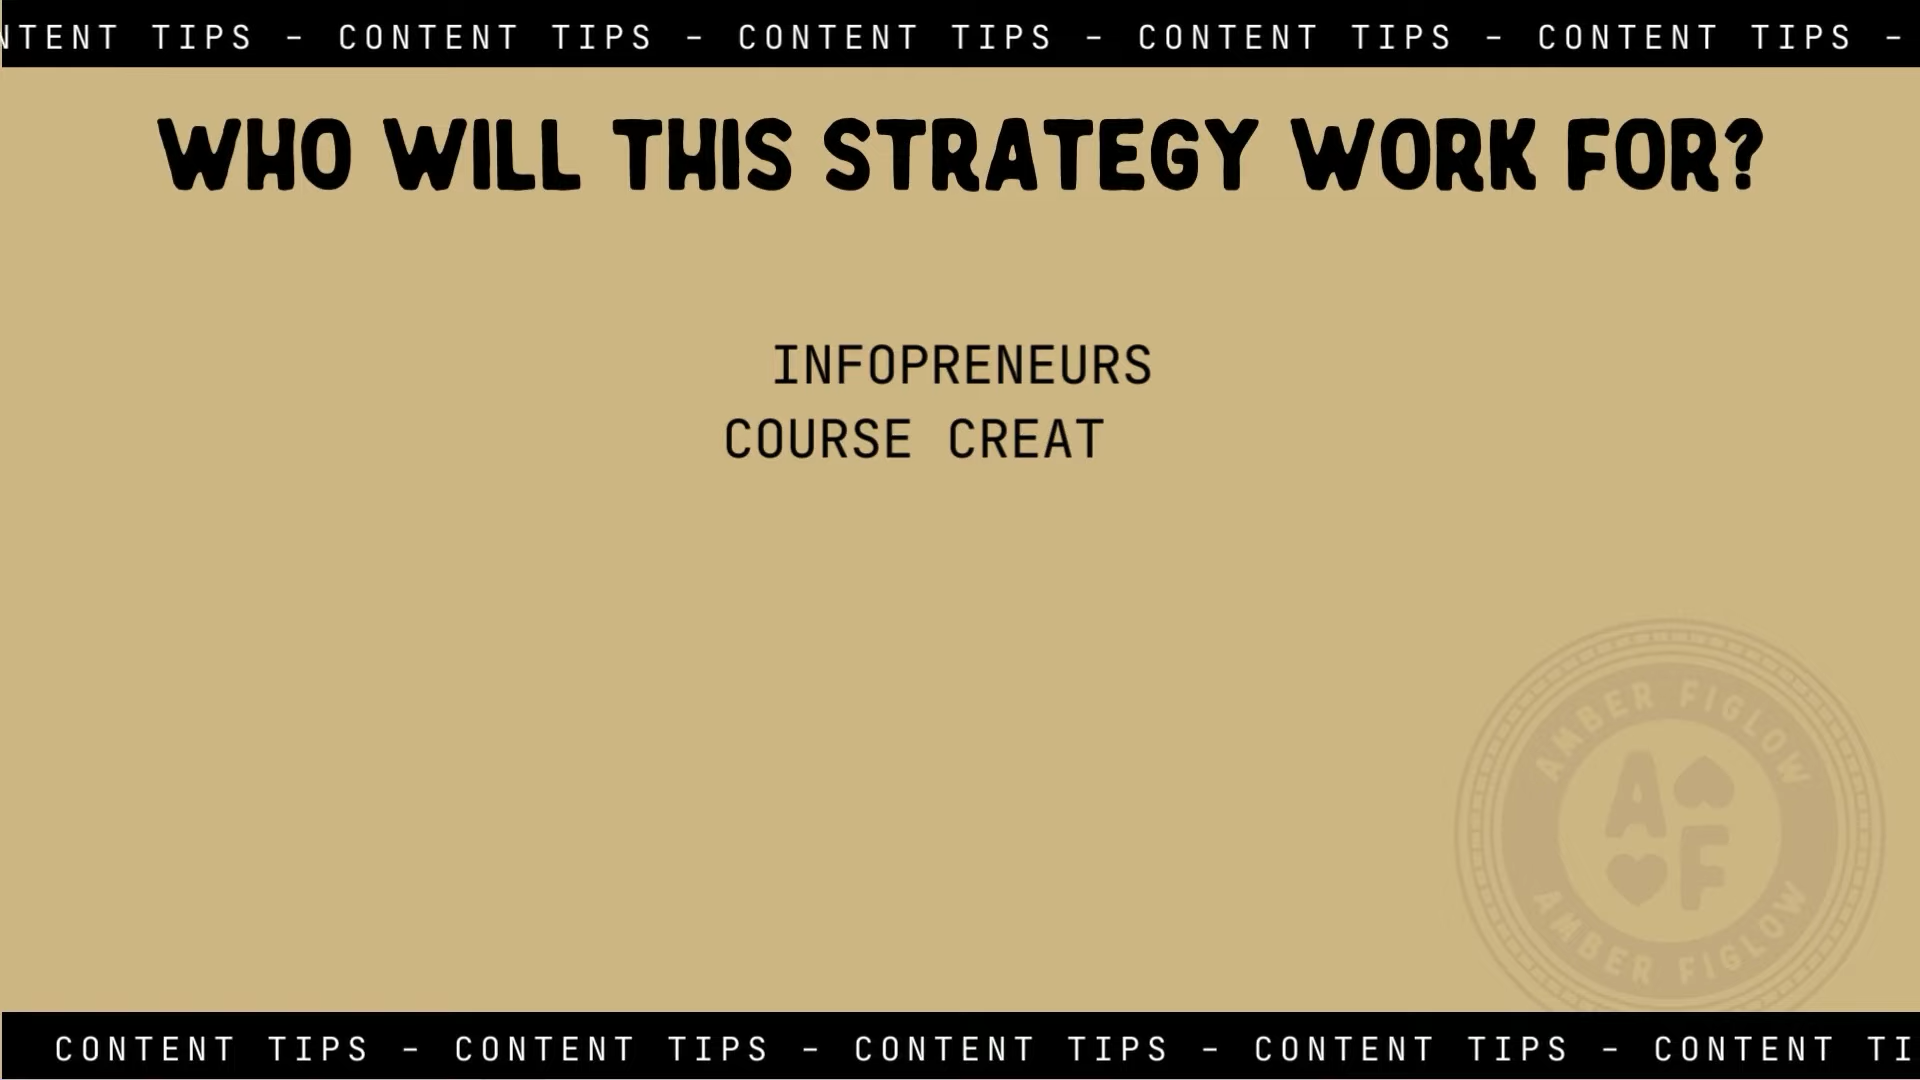 NTENT TIPS - CONTENT TIPS - CONTENT TIPS - CONTENT TIPS - CONTENT TIPS -
WHO WILL THIS STRATEGY WORK FOR?
INFOPRENEURS
COURSE CREAT
AMBER FIGLOW
A
F
AMBER FIGLOW
CONTENT TIPS - CONTENT TIPS - CONTENT TIPS - CONTENT TIPS - CONTENT TI